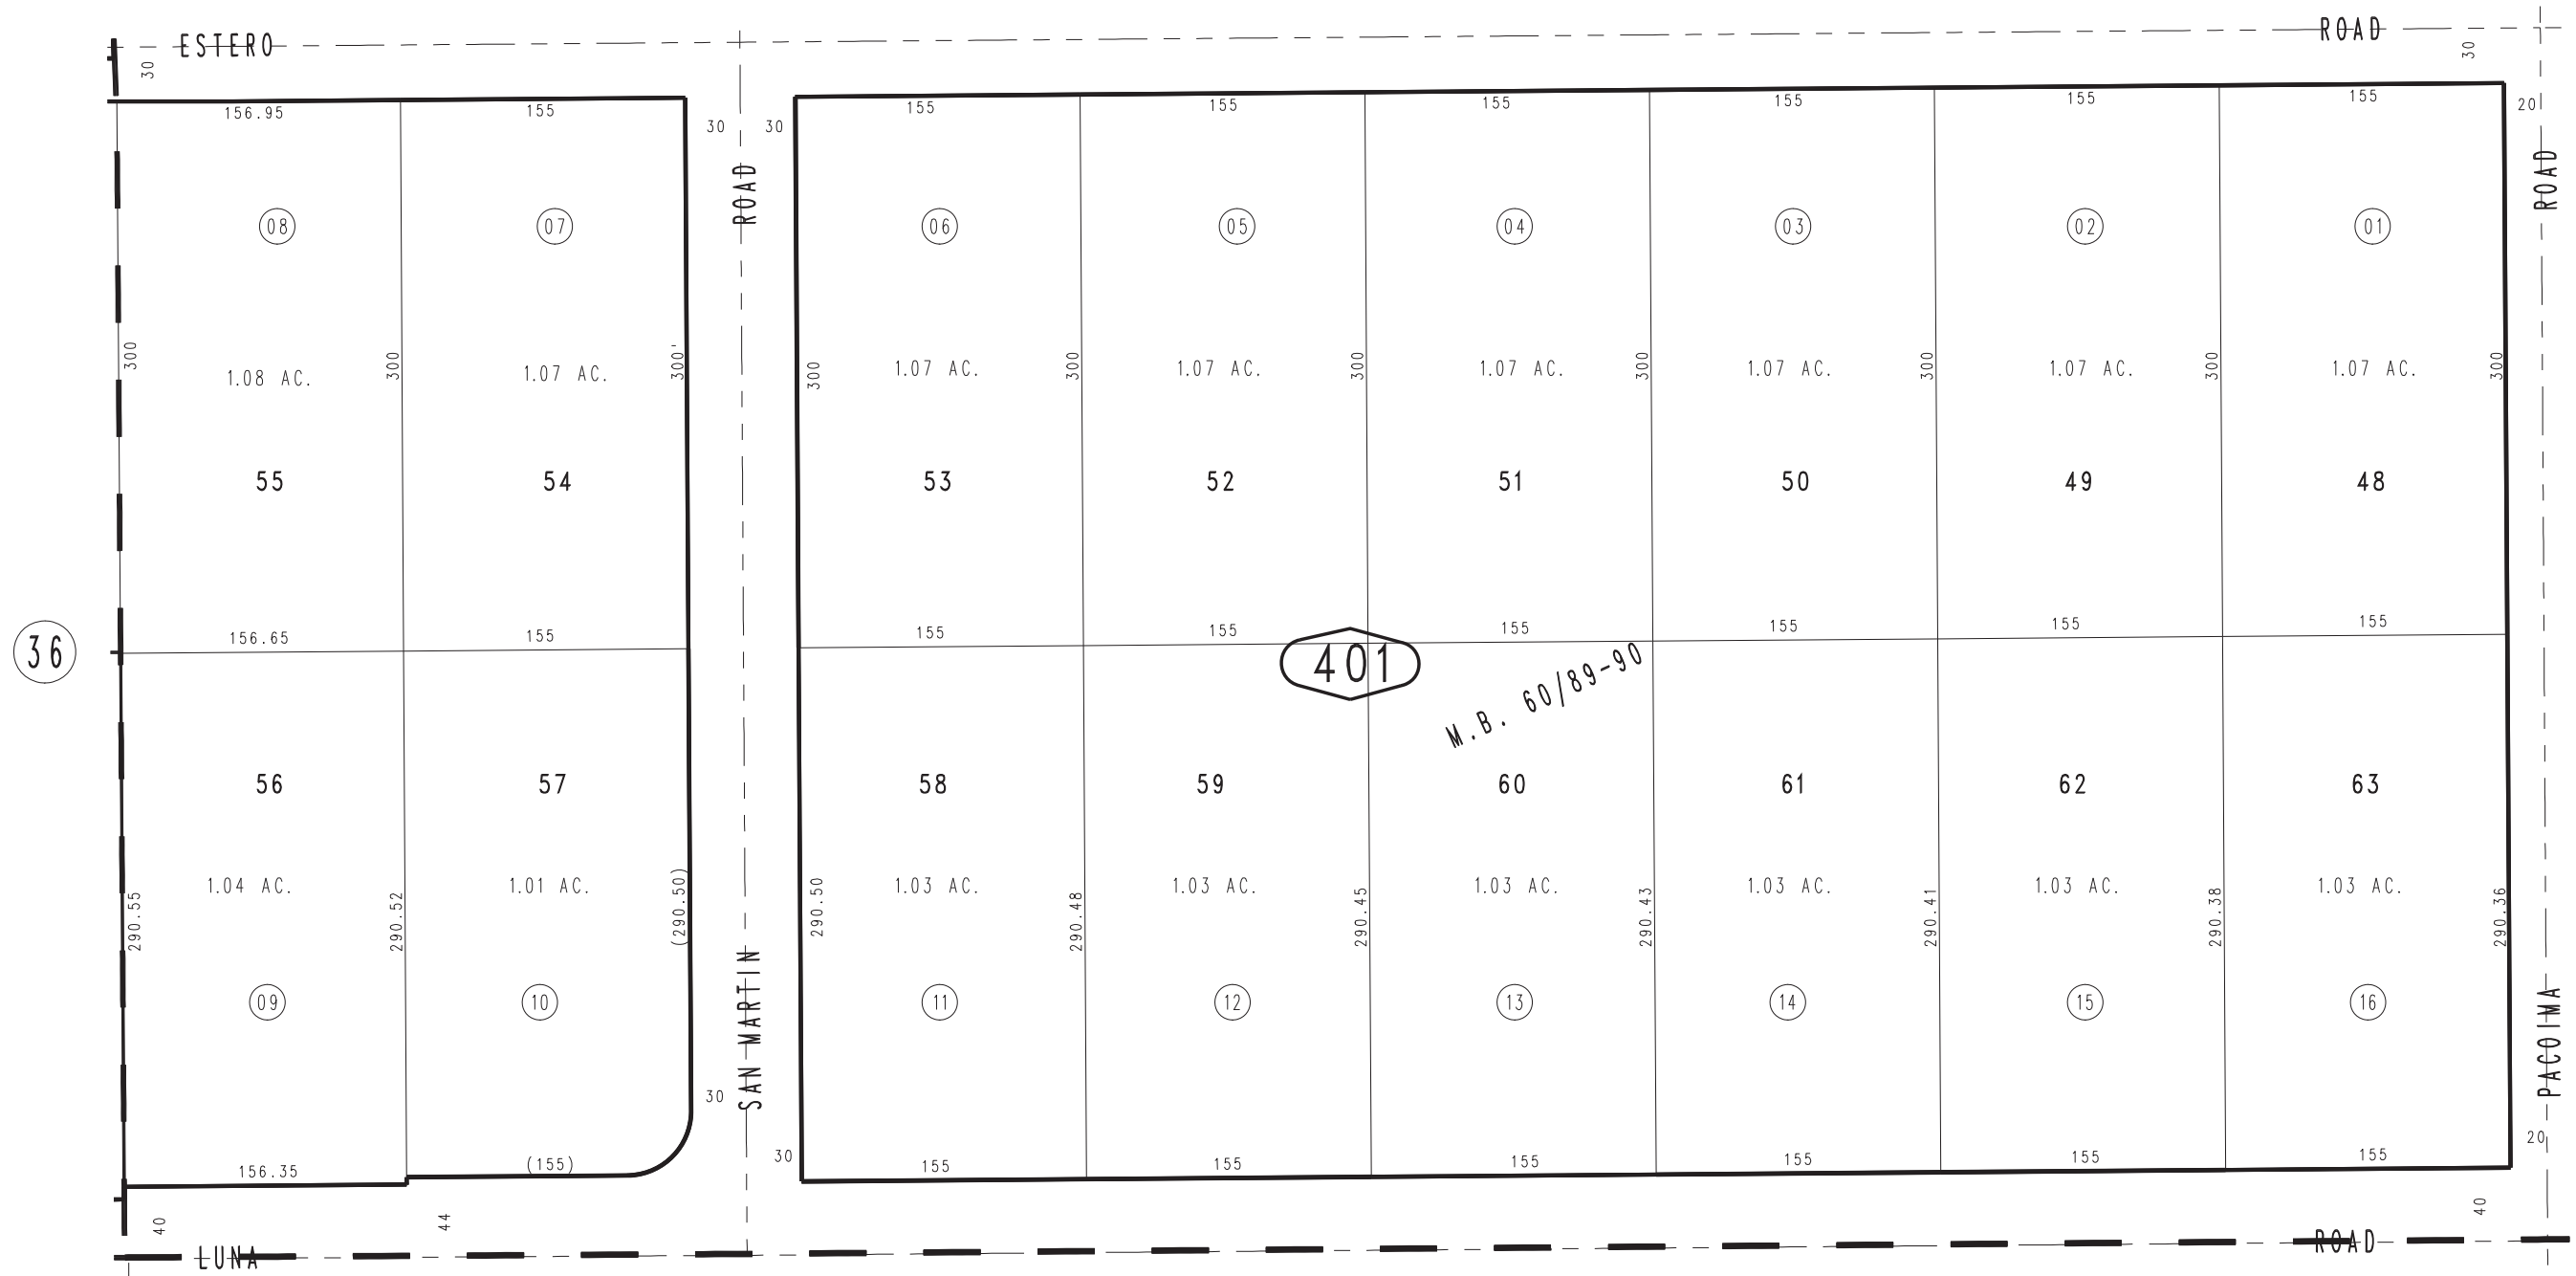 ESTERO ROAD
30 30
156.95 155 155 155 155 155 155 155
30 30 20
ROAD ROAD
08 07 06 05 04 03 02 01
300 300 300' 300 300 300 300 300 300 300
1.08 AC. 1.07 AC. 1.07 AC. 1.07 AC. 1.07 AC. 1.07 AC. 1.07 AC. 1.07 AC.
55 54 53 52 51 50 49 48
156.65 155 155 155 155 155 155 155
36
401
M.B. 60/89-90
56 57 58 59 60 61 62 63
1.04 AC. 1.01 AC. 1.03 AC. 1.03 AC. 1.03 AC. 1.03 AC. 1.03 AC. 1.03 AC.
290.55 290.52 (290.50) 290.50 290.48 290.45 290.43 290.41 290.38 290.36
09 10 11 12 13 14 15 16
SAN MARTIN PACOIMA
30
30 20
156.35 (155) 155 155 155 155 155 155
40 44 40
LUNA ROAD